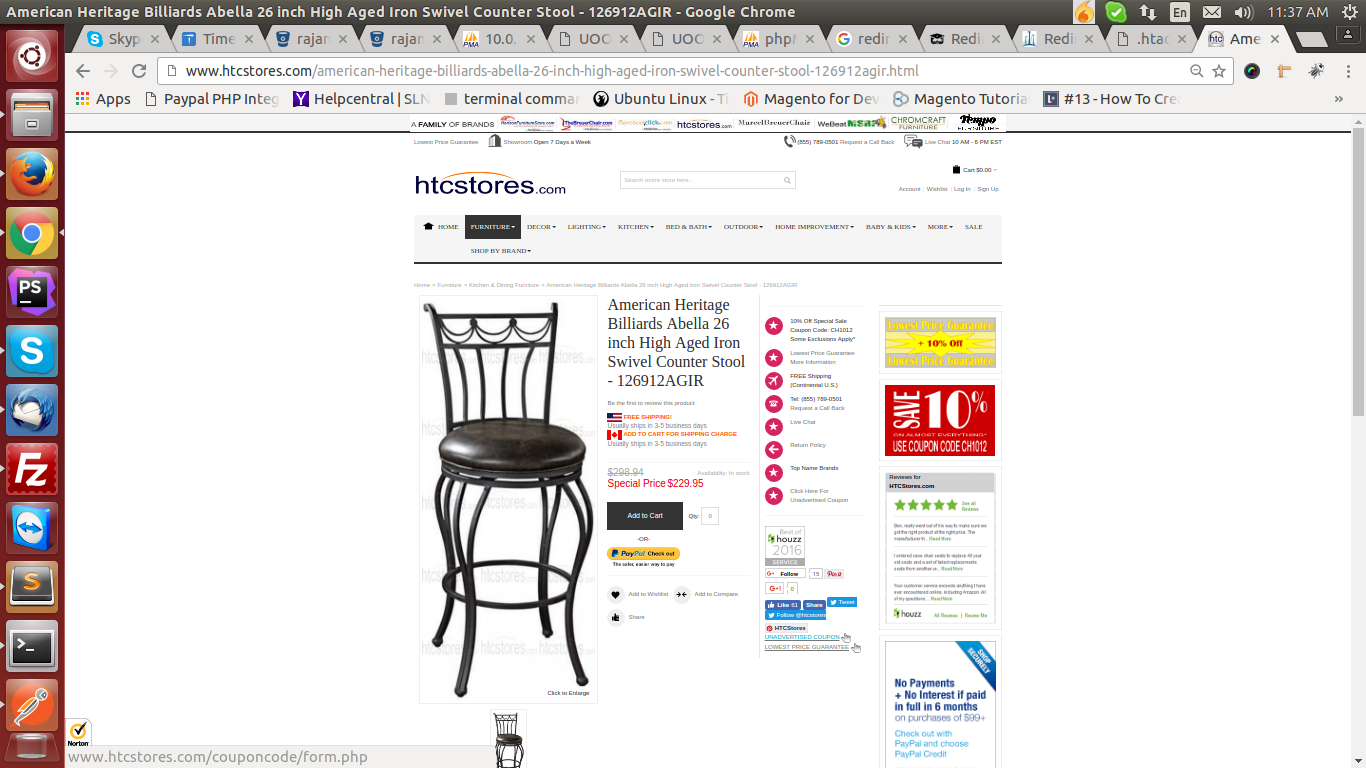 American Heritage Billiards Abella 26 inch High Aged Iron Swivel Counter Stool - 126912AGIR - Google Chrome
En
11:37 AM
Skyp
Time
rajan
rajan
10.0.
UOO
UOO
phpM
redir
Redi
Redir
.htac
Ame
www.htcstores.com/american-heritage-billiards-abella-26-inch-high-aged-iron-swivel-counter-stool-126912agir.html
Apps
Paypal PHP Integ
Helpcentral | SLN
terminal comman
Ubuntu Linux - Ti
Magento for Dev
Magento Tutoria
#13 - How To Cre
A FAMILY OF BRANDS
htcstores.com
MarcelBreuerChair
WeBeat
CHROMCRAFT
FURNITURE
Tempo
FURNITURE
Lowest Price Guarantee
Showroom Open 7 Days a Week
(855) 789-0501 Request a Call Back
Live Chat 10 AM - 6 PM EST
htcstores.com
Search entire store here...
Cart $0.00
Account | Wishlist | Log In | Sign Up
HOME
FURNITURE
DECOR
LIGHTING
KITCHEN
BED & BATH
OUTDOOR
HOME IMPROVEMENT
BABY & KIDS
MORE
SALE
SHOP BY BRAND
Home » Furniture » Kitchen & Dining Furniture » American Heritage Billiards Abella 26 inch High Aged Iron Swivel Counter Stool - 126912AGIR
American Heritage
Billiards Abella 26
inch High Aged Iron
Swivel Counter Stool
- 126912AGIR
Be the first to review this product
FREE SHIPPING!
Usually ships in 3-5 business days
ADD TO CART FOR SHIPPING CHARGE
Usually ships in 3-5 business days
$298.94
Availability: In stock
Special Price $229.95
Add to Cart
Qty: 0
-OR-
PayPal Check out
The safer, easier way to pay
Add to Wishlist
Add to Compare
Share
Click to Enlarge
10% Off Special Sale
Coupon Code: CH1012
Some Exclusions Apply*
Lowest Price Guarantee
More Information
FREE Shipping
(Continental U.S.)
Tel: (855) 789-0501
Request a Call Back
Live Chat
Return Policy
Top Name Brands
Click Here For
Unadvertised Coupon
Best of
houzz
2016
SERVICE
G+ Follow 15
Pin it
G+1 0
Like 61
Share
Tweet
Follow @htcstores
HTCStores
UNADVERTISED COUPON
LOWEST PRICE GUARANTEE
Lowest Price Guarantee
+ 10% Off
Lowest Price Guarantee
SAVE 10%
ON ALMOST EVERYTHING*
USE COUPON CODE CH1012
Reviews for
HTCStores.com
See all
Reviews
Ben, really went out of his way to make sure we
got the right product at the right price. The
manufacturer tri... Read More
I ordered cane chair seats to replace 40 year
old seats and a set of failed replacements
seats from another ve... Read More
Your customer service exceeds anything I have
ever encountered online, including Amazon. All
of my questions... Read More
houzz
All Reviews | Review Me
SHOP
SECURELY
No Payments
+ No Interest if paid
in full in 6 months
on purchases of $99+
Check out with
PayPal and choose
PayPal Credit
Norton
www.htcstores.com/couponcode/form.php